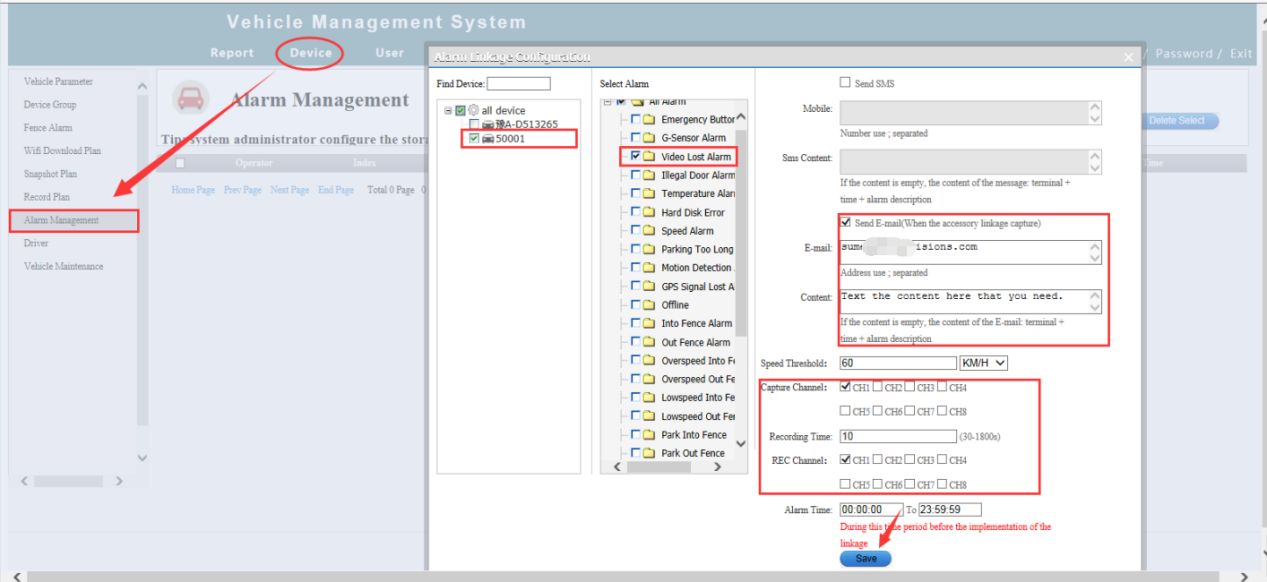 Vehicle Management System
Report Device User / Password / Exit
Vehicle Parameter
Device Group
Fence Alarm
Wifi Download Plan
Snapshot Plan
Record Plan
Alarm Management
Driver
Vehicle Maintenance
Alarm Management
Tip: system administrator configure the stor
Operator Index Time
Home Page Prev Page Next Page End Page Total 0 Page 0
Delete Select
Alarm Linkage Configuration
Find Device:
all device
豫A-D513265
50001
Select Alarm
All Alarm
Emergency Button
G-Sensor Alarm
Video Lost Alarm
Illegal Door Alarm
Temperature Alarm
Hard Disk Error
Speed Alarm
Parking Too Long
Motion Detection
GPS Signal Lost A
Offline
Into Fence Alarm
Out Fence Alarm
Overspeed Into Fe
Overspeed Out Fe
Lowspeed Into Fe
Lowspeed Out Fe
Park Into Fence
Park Out Fence
Send SMS
Mobile:
Number use ; separated
Sms Content:
If the content is empty, the content of the message: terminal +
time + alarm description
Send E-mail(When the accessory linkage capture)
E-mail: sum isions.com
Address use ; separated
Content: Text the content here that you need.
If the content is empty, the content of the E-mail: terminal +
time + alarm description
Speed Threshold: 60 KM/H
Capture Channel: CH1 CH2 CH3 CH4
CH5 CH6 CH7 CH8
Recording Time: 10 (30-1800s)
REC Channel: CH1 CH2 CH3 CH4
CH5 CH6 CH7 CH8
Alarm Time: 00:00:00 To 23:59:59
During this time period before the implementation of the
linkage
Save